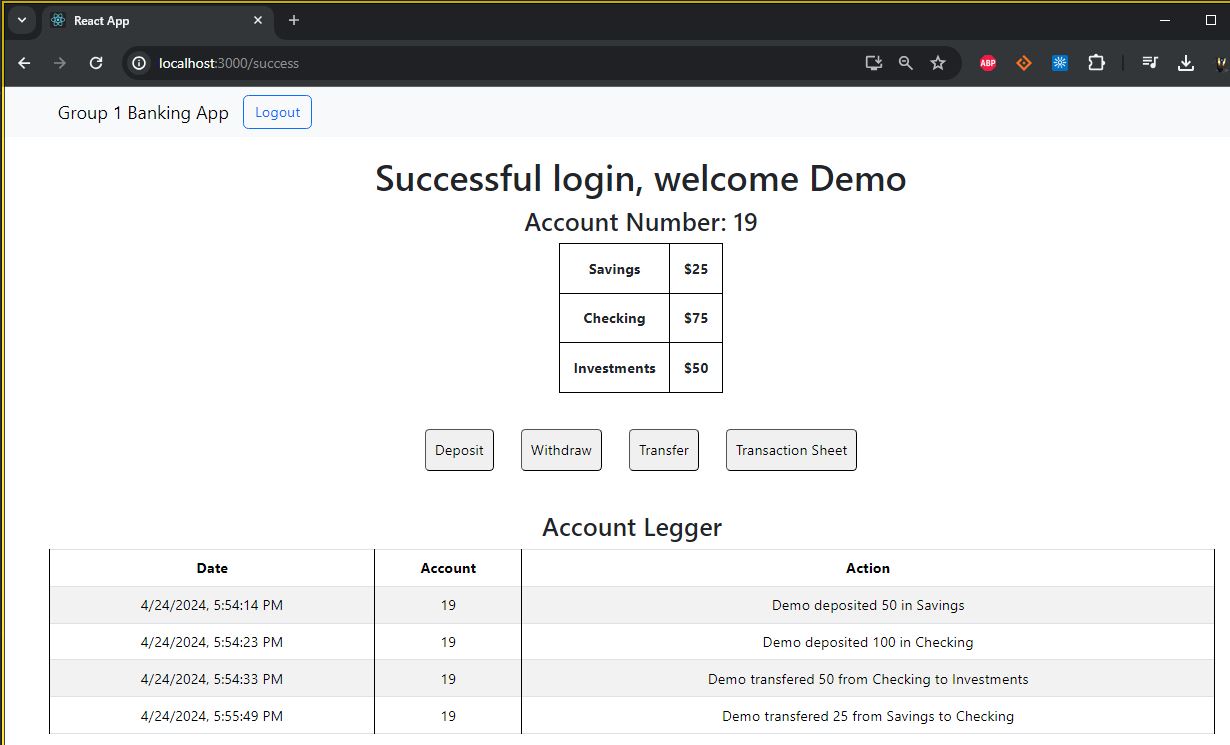 React App
localhost:3000/success
ABP
Group 1 Banking App Logout
Successful login, welcome Demo
Account Number: 19
Savings $25
Checking $75
Investments $50
Deposit Withdraw Transfer Transaction Sheet
Account Legger
Date Account Action
4/24/2024, 5:54:14 PM 19 Demo deposited 50 in Savings
4/24/2024, 5:54:23 PM 19 Demo deposited 100 in Checking
4/24/2024, 5:54:33 PM 19 Demo transfered 50 from Checking to Investments
4/24/2024, 5:55:49 PM 19 Demo transfered 25 from Savings to Checking